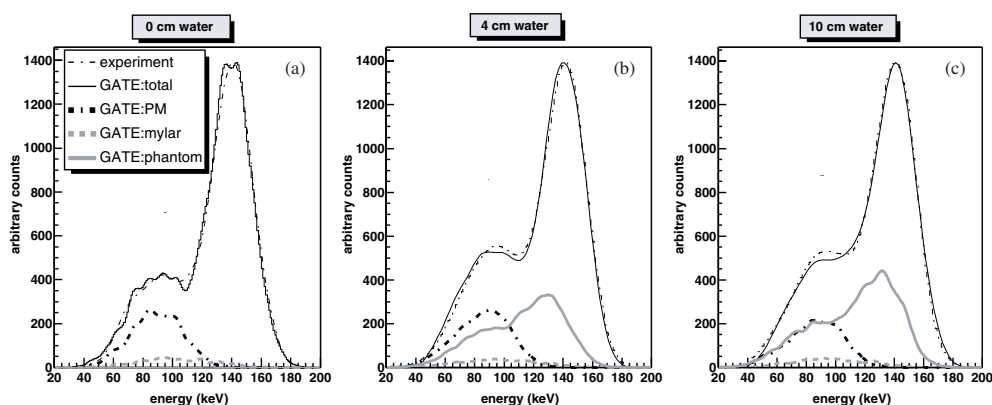 0 cm water
4 cm water
10 cm water
arbitrary counts
1400
1200
1000
800
600
400
200
0
experiment
GATE:total
GATE:PM
GATE:mylar
GATE:phantom
(a)
20 40 60 80 100 120 140 160 180 200
energy (keV)
arbitrary counts
1400
1200
1000
800
600
400
200
0
(b)
20 40 60 80 100 120 140 160 180 200
energy (keV)
arbitrary counts
1400
1200
1000
800
600
400
200
0
(c)
20 40 60 80 100 120 140 160 180 200
energy (keV)